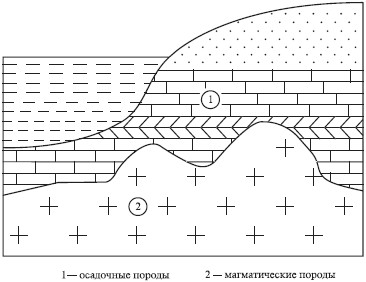 1
2
1 — осадочные породы 2 — магматические породы